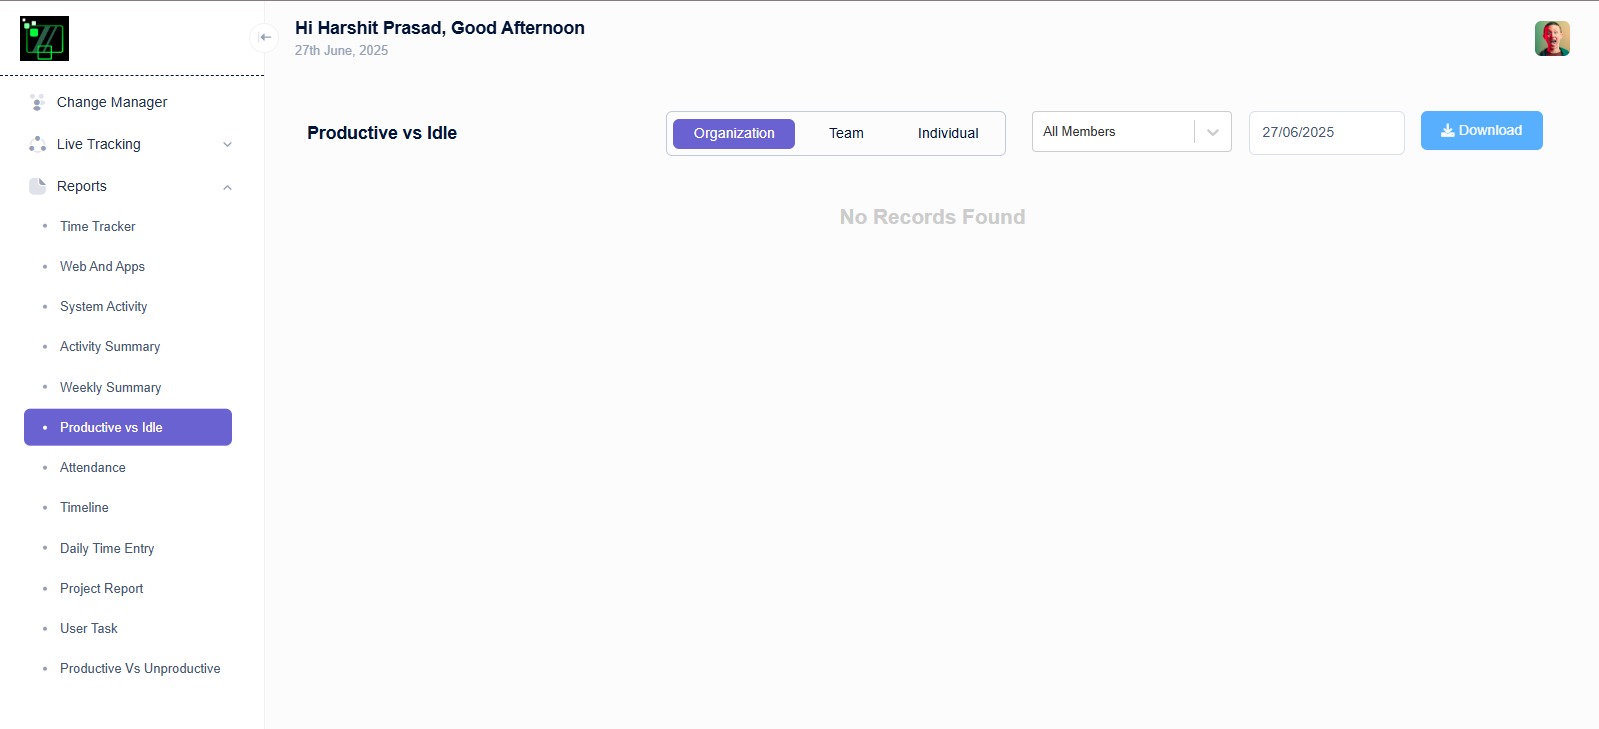 Hi Harshit Prasad, Good Afternoon
27th June, 2025
Change Manager
Live Tracking
Reports
Time Tracker
Web And Apps
System Activity
Activity Summary
Weekly Summary
Productive vs Idle
Attendance
Timeline
Daily Time Entry
Project Report
User Task
Productive Vs Unproductive
Productive vs Idle
Organization Team Individual
All Members
27/06/2025
Download
No Records Found